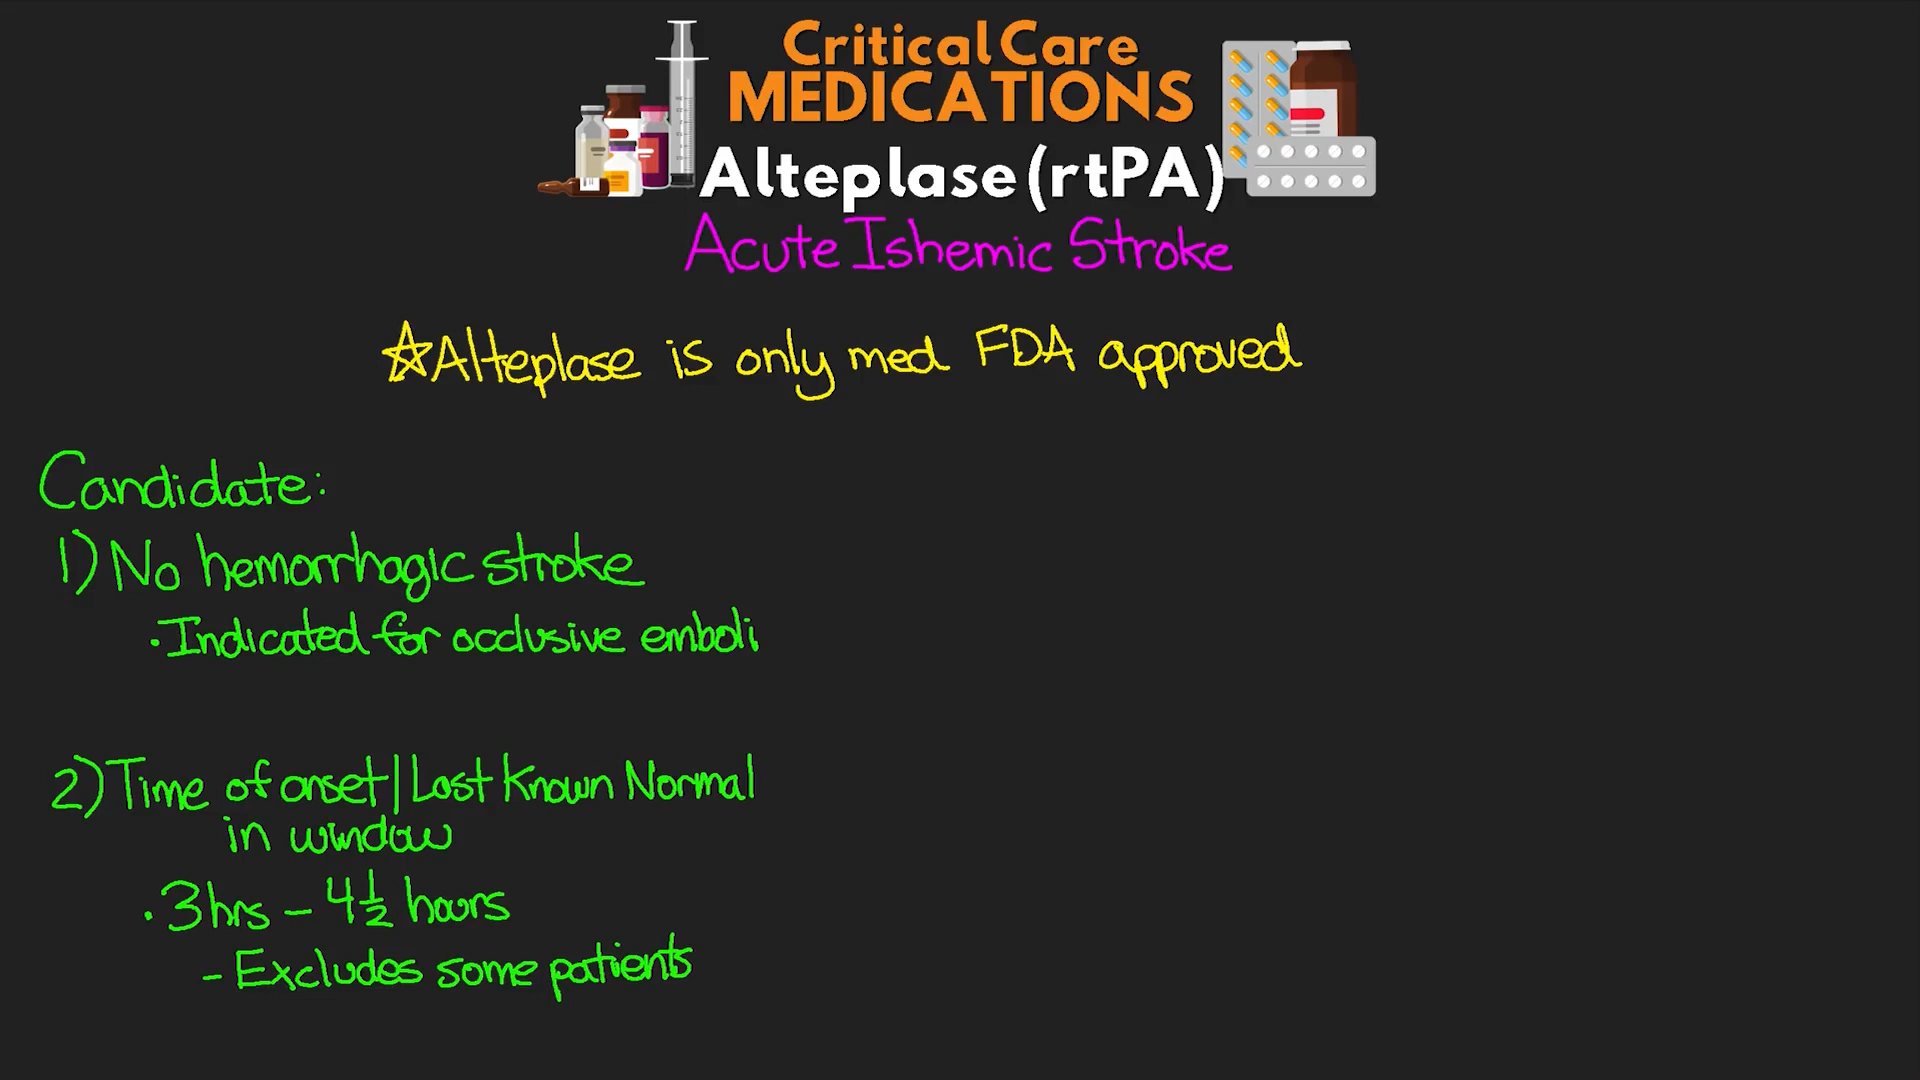 Critical Care
MEDICATIONS
Alteplase (rtPA)
Acute Ishemic Stroke
☆Alteplase is only med FDA approved
Candidate:
1) No hemorrhagic stroke
·Indicated for occlusive emboli
2) Time of onset | Last Known Normal
in window
·3hrs – 4½ hours
- Excludes some patients